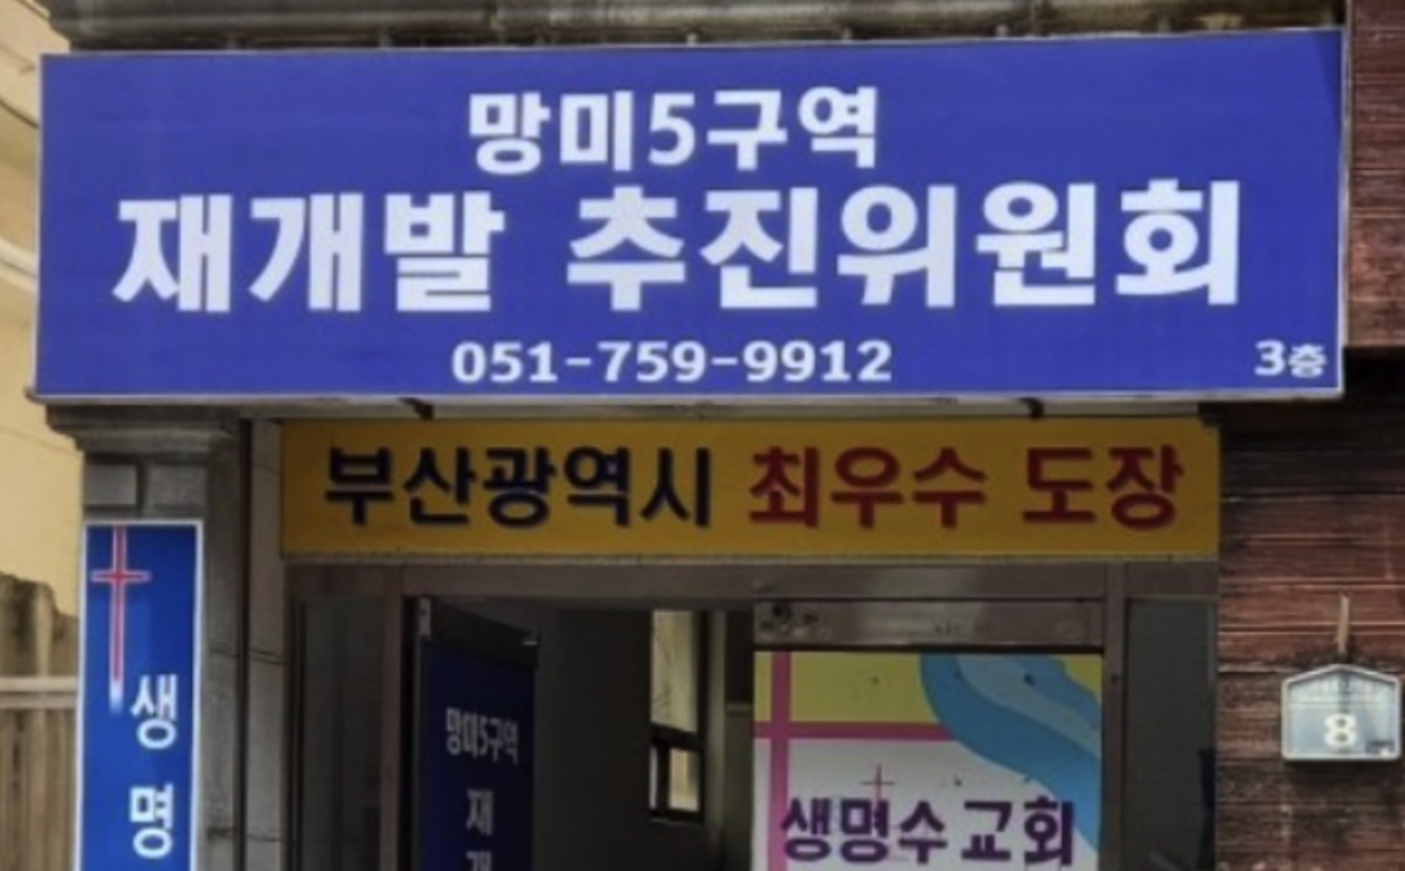 망미5구역
재개발 추진위원회
051-759-9912
3층
부산광역시 최우수 도장
생명
망미5구역
재
생명수교회
8